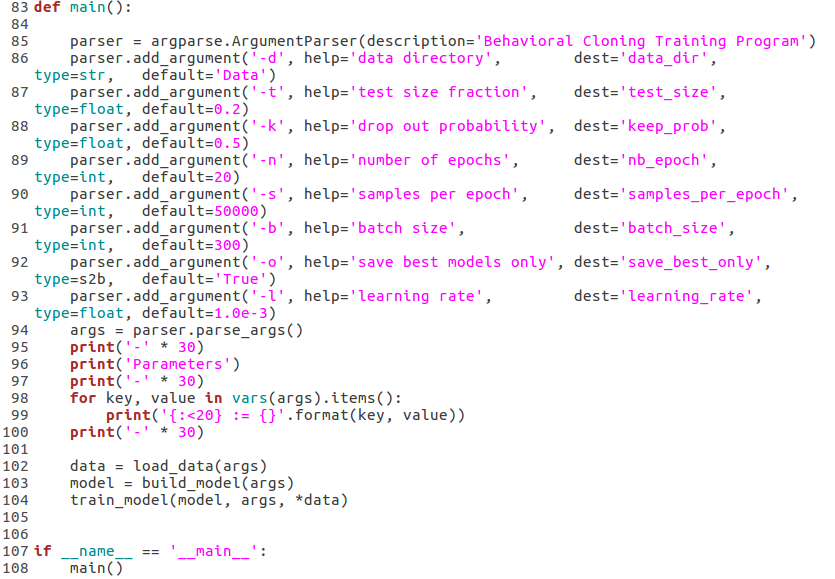 83 def main():
84
85     parser = argparse.ArgumentParser(description='Behavioral Cloning Training Program')
86     parser.add_argument('-d', help='data directory',        dest='data_dir',
type=str,   default='Data')
87     parser.add_argument('-t', help='test size fraction',    dest='test_size',
type=float, default=0.2)
88     parser.add_argument('-k', help='drop out probability',  dest='keep_prob',
type=float, default=0.5)
89     parser.add_argument('-n', help='number of epochs',      dest='nb_epoch',
type=int,   default=20)
90     parser.add_argument('-s', help='samples per epoch',     dest='samples_per_epoch',
type=int,   default=50000)
91     parser.add_argument('-b', help='batch size',            dest='batch_size',
type=int,   default=300)
92     parser.add_argument('-o', help='save best models only', dest='save_best_only',
type=s2b,   default='True')
93     parser.add_argument('-l', help='learning rate',         dest='learning_rate',
type=float, default=1.0e-3)
94     args = parser.parse_args()
95     print('-' * 30)
96     print('Parameters')
97     print('-' * 30)
98     for key, value in vars(args).items():
99         print('{:<20} := {}'.format(key, value))
100     print('-' * 30)
101
102     data = load_data(args)
103     model = build_model(args)
104     train_model(model, args, *data)
105
106
107 if __name__ == '__main__':
108     main()